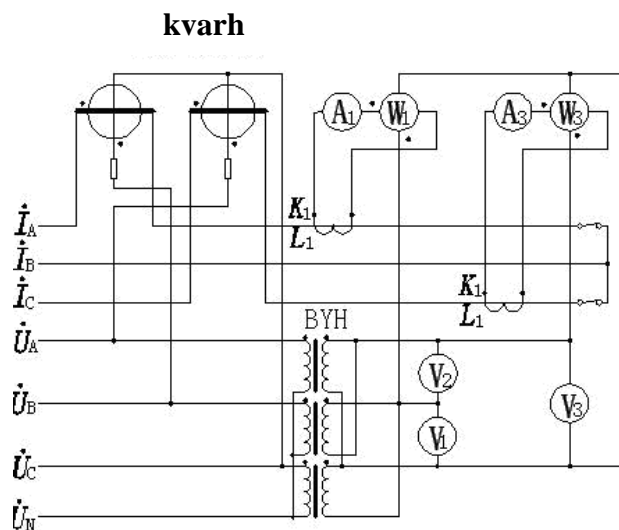 kvarh
A1 W1 A3 W3
K1
L1
İA
İB
İC
K1
L1
BYH
U̇A
V2
U̇B
V3
V1
U̇C
U̇N